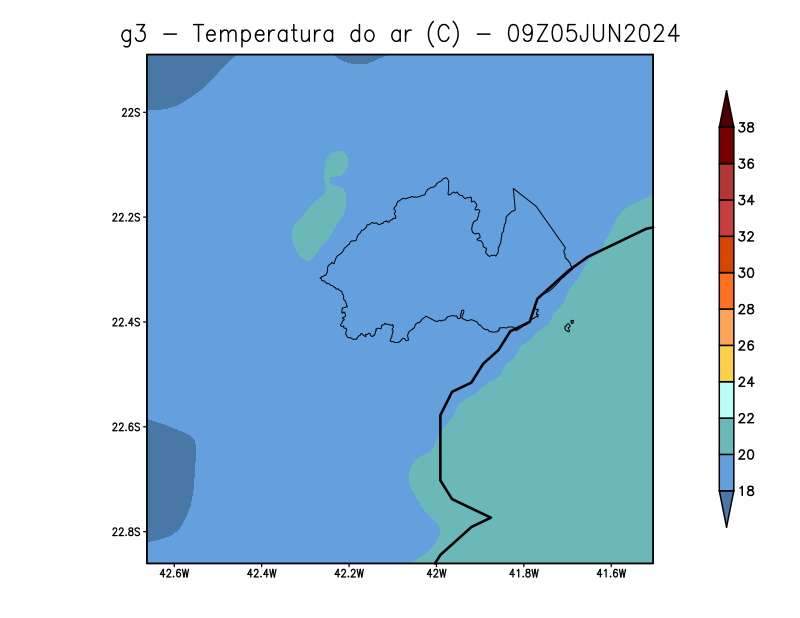 g3 – Temperatura do ar (C) – 09Z05JUN2024
22S
22.2S
22.4S
22.6S
22.8S
42.6W
42.4W
42.2W
42W
41.8W
41.6W
38
36
34
32
30
28
26
24
22
20
18